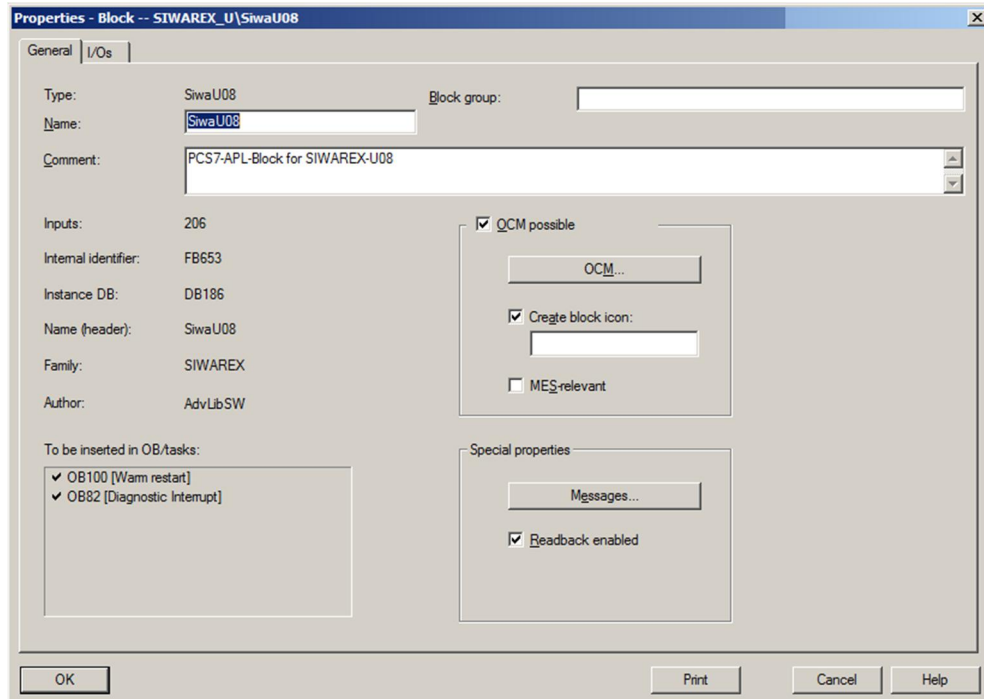 Properties - Block -- SIWAREX_U\SiwaU08
General
I/Os
Type:
SiwaU08
Block group:
Name:
SiwaU08
Comment:
PCS7-APL-Block for SIWAREX-U08
Inputs:
206
OCM possible
Internal identifier:
FB653
OCM...
Instance DB:
DB186
Create block icon:
Name (header):
SiwaU08
Family:
SIWAREX
MES-relevant
Author:
AdvLibSW
To be inserted in OB/tasks:
OB100 [Warm restart]
OB82 [Diagnostic Interrupt]
Special properties
Messages...
Readback enabled
OK
Print
Cancel
Help